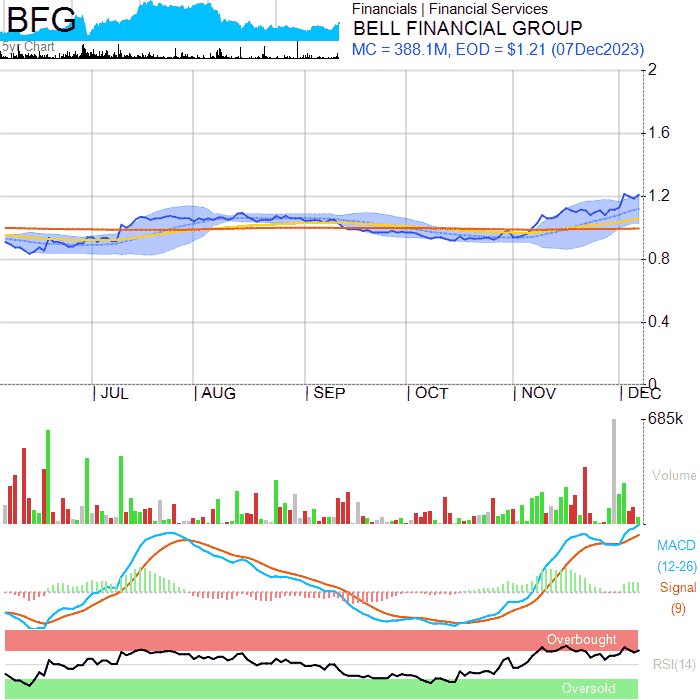 BFG
5yr Chart
Financials | Financial Services
BELL FINANCIAL GROUP
MC = 388.1M, EOD = $1.21 (07Dec2023)
2
1.6
1.2
0.8
0.4
0
JUL AUG SEP OCT NOV DEC
685k
Volume
MACD
(12-26)
Signal
(9)
Overbought
RSI(14)
Oversold